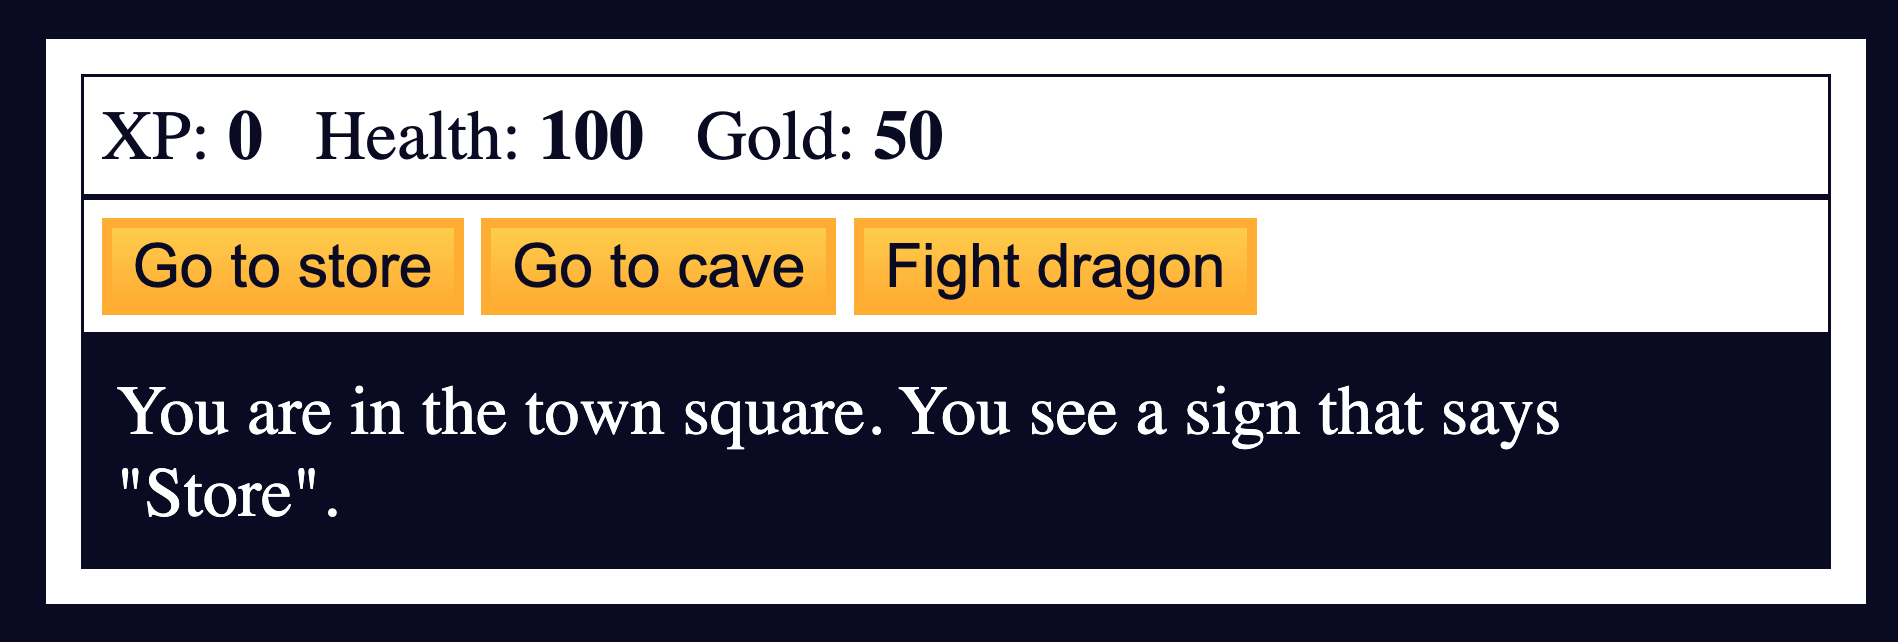 XP: 0 Health: 100 Gold: 50
Go to store Go to cave Fight dragon
You are in the town square. You see a sign that says
"Store".